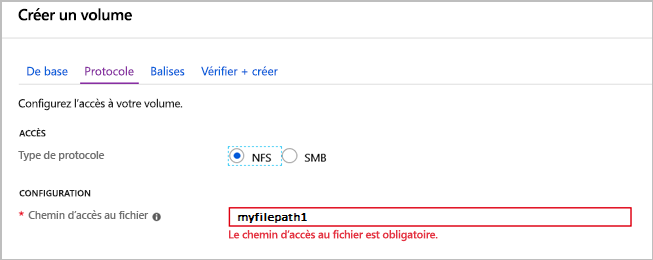 Créer un volume
De base Protocole Balises Vérifier + créer
Configurez l'accès à votre volume.
ACCÈS
Type de protocole NFS SMB
CONFIGURATION
* Chemin d'accès au fichier myfilepath1
Le chemin d'accès au fichier est obligatoire.